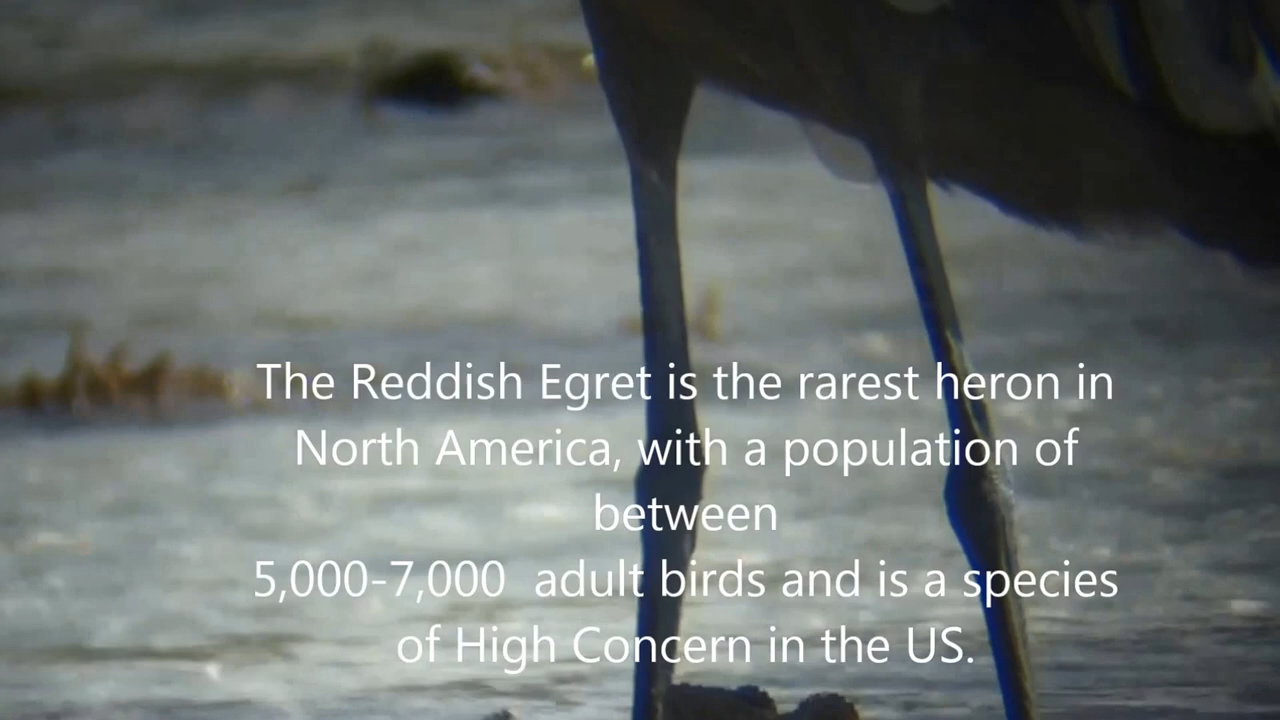 The Reddish Egret is the rarest heron in
North America, with a population of
between
5,000-7,000  adult birds and is a species
of High Concern in the US.